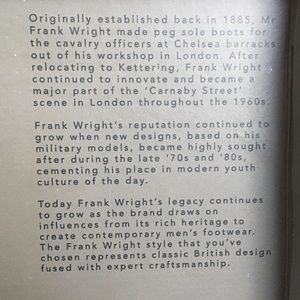 Originally established back in 1885, Mr
Frank Wright made peg sole boots for
the cavalry officers at Chelsea barracks
out of his workshop in London. After
relocating to Kettering, Frank Wright
continued to innovate and became a
major part of the 'Carnaby Street'
scene in London throughout the 1960s.
Frank Wright's reputation continued to
grow when new designs, based on his
military models, became highly sought
after during the late '70s and '80s,
cementing his place in modern youth
culture of the day.
Today Frank Wright's legacy continues
to grow as the brand draws on
influences from its rich heritage to
create contemporary men's footwear.
The Frank Wright style that you've
chosen represents classic British design
fused with expert craftsmanship.